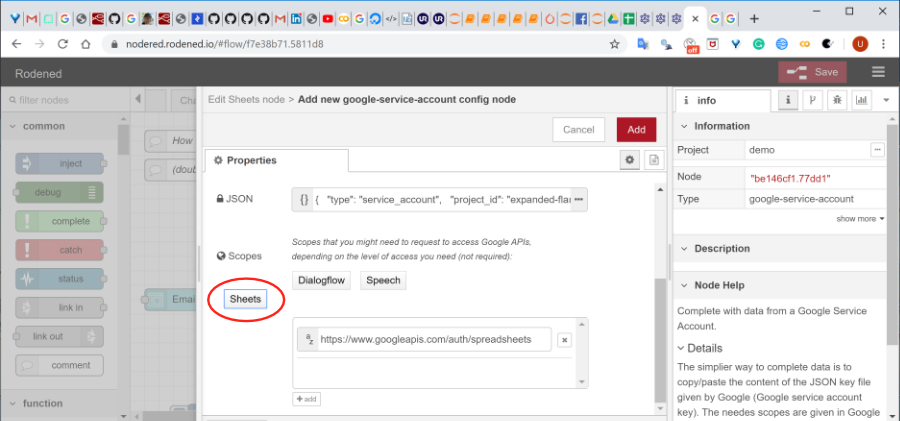 nodered.rodened.io/#flow/f7e38b71.5811d8
off
U
Rodened
Save
filter nodes
Cha
Edit Sheets node > Add new google-service-account config node
info
common
How
Cancel
Add
Information
Properties
Project
demo
inject
(doub
Node
"be146cf1.77dd1"
debug
JSON
{ "type": "service_account", "project_id": "expanded-flar
Type
google-service-account
complete
show more
catch
Scopes
Scopes that you might need to request to access Google APIs,
depending on the level of access you need (not required):
Description
status
Dialogflow
Speech
Node Help
link in
Email
Sheets
Complete with data from a Google Service
Account.
link out
https://www.googleapis.com/auth/spreadsheets
Details
comment
The simplier way to complete data is to
copy/paste the content of the JSON key file
function
add
given by Google (Google service account
key). The needes scopes are given in Google